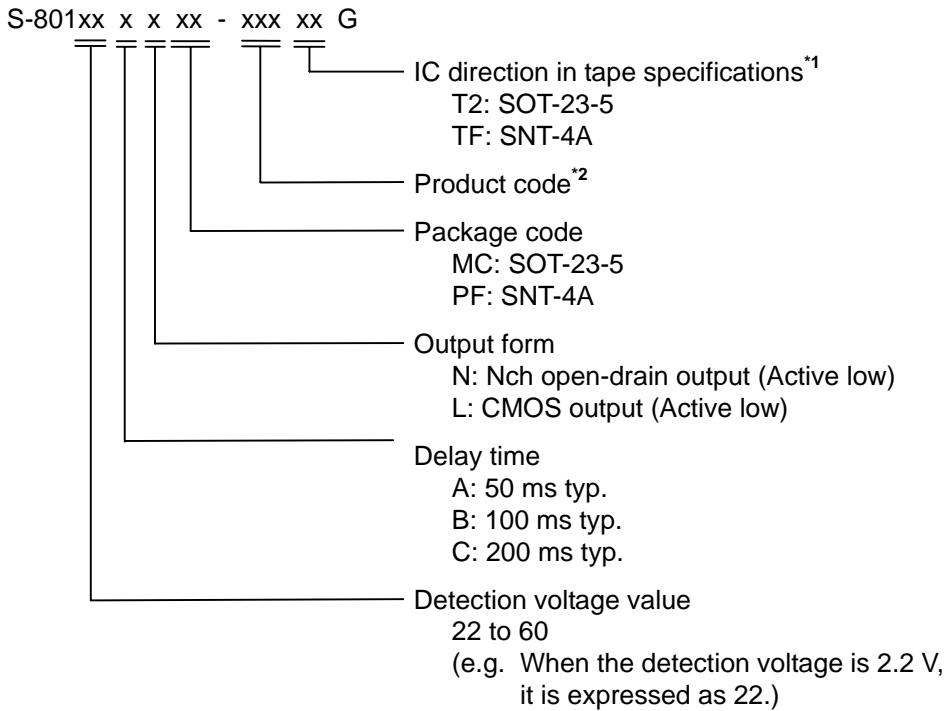 S-801xx x x xx - xxx xx G
IC direction in tape specifications*1
T2: SOT-23-5
TF: SNT-4A
Product code*2
Package code
MC: SOT-23-5
PF: SNT-4A
Output form
N: Nch open-drain output (Active low)
L: CMOS output (Active low)
Delay time
A: 50 ms typ.
B: 100 ms typ.
C: 200 ms typ.
Detection voltage value
22 to 60
(e.g. When the detection voltage is 2.2 V,
it is expressed as 22.)